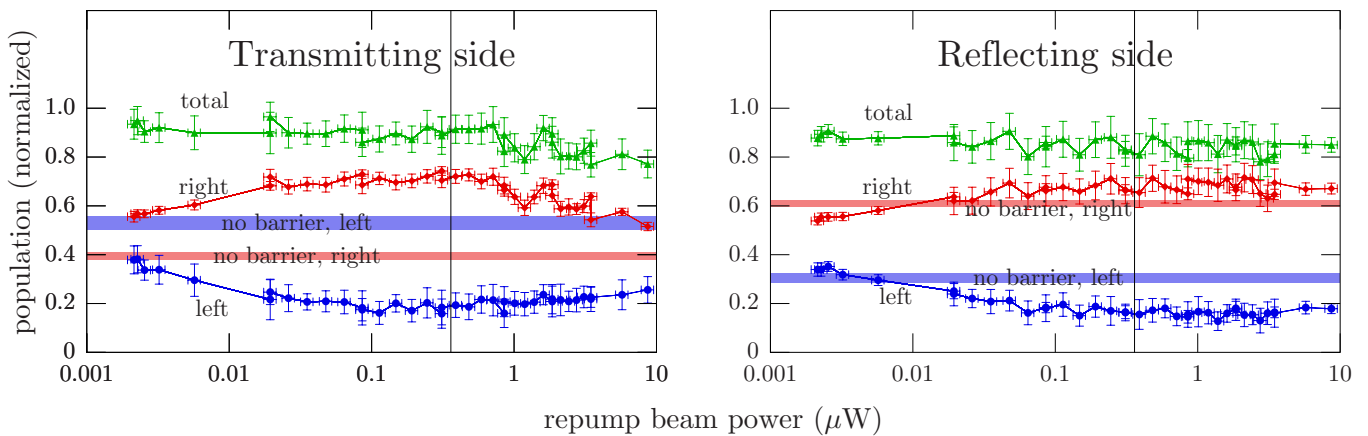 Transmitting side
population (normalized)
1.0
0.8
0.6
0.4
0.2
0
total
right
no barrier, left
no barrier, right
left
0.001
0.01
0.1
1
10
Reflecting side
1.0
0.8
0.6
0.4
0.2
0
total
right
no barrier, right
no barrier, left
left
0.001
0.01
0.1
1
10
repump beam power (μW)